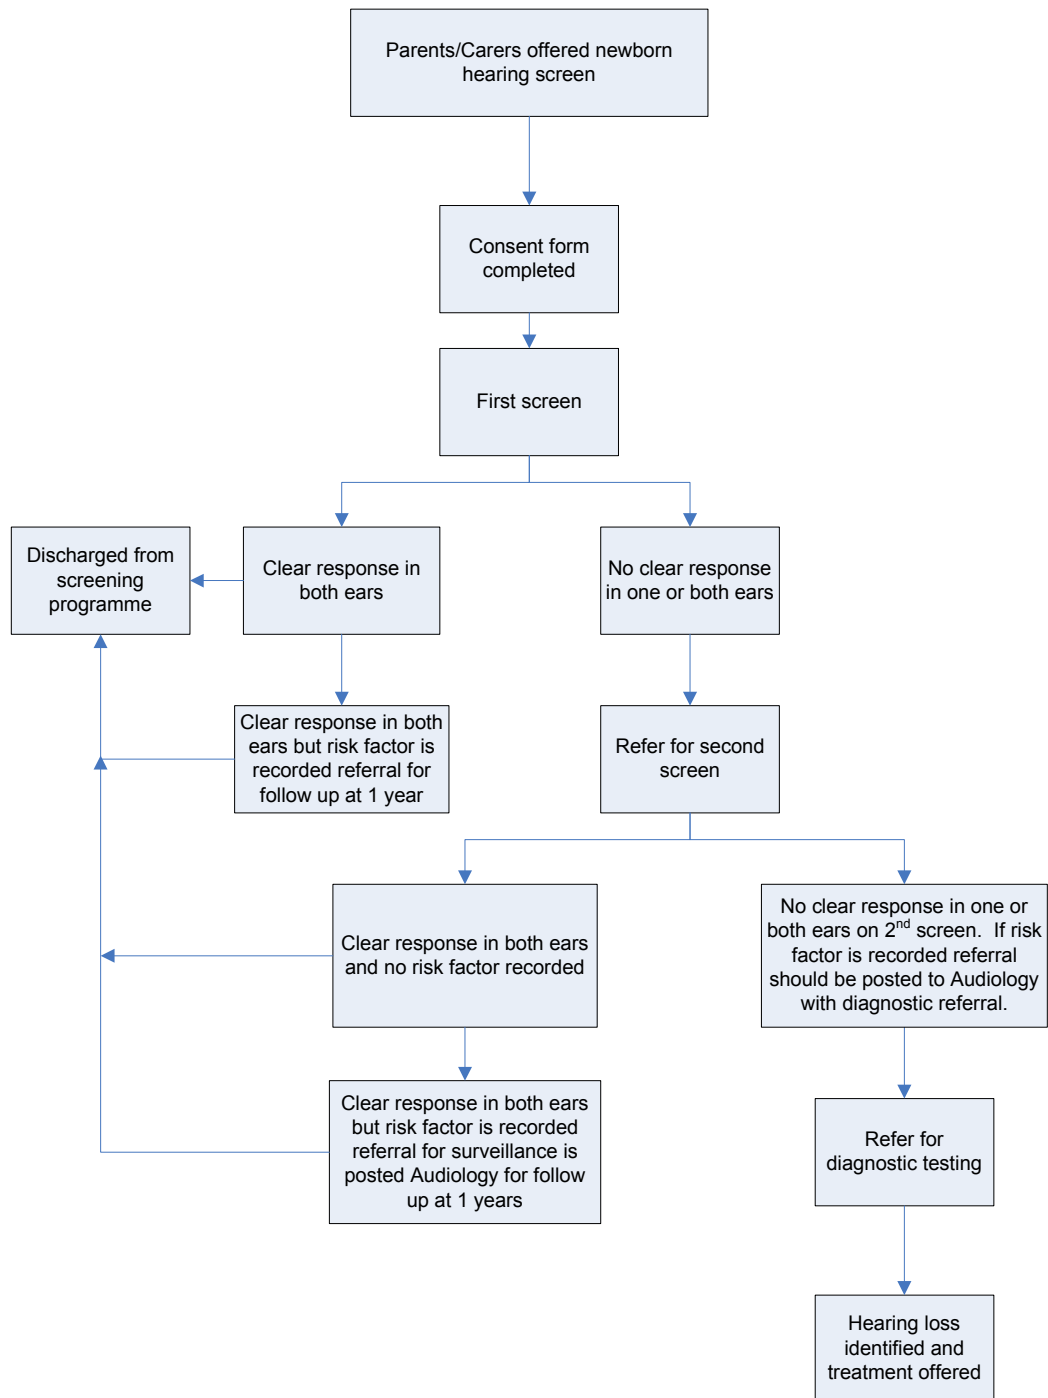 Parents/Carers offered newborn
hearing screen
Consent form
completed
First screen
Discharged from
screening
programme
Clear response in
both ears
No clear response
in one or both ears
Clear response in both
ears but risk factor is
recorded referral for
follow up at 1 year
Refer for second
screen
Clear response in both ears
and no risk factor recorded
No clear response in one or
both ears on 2nd screen.  If risk
factor is recorded referral
should be posted to Audiology
with diagnostic referral.
Clear response in both ears
but risk factor is recorded
referral for surveillance is
posted Audiology for follow
up at 1 years
Refer for
diagnostic testing
Hearing loss
identified and
treatment offered